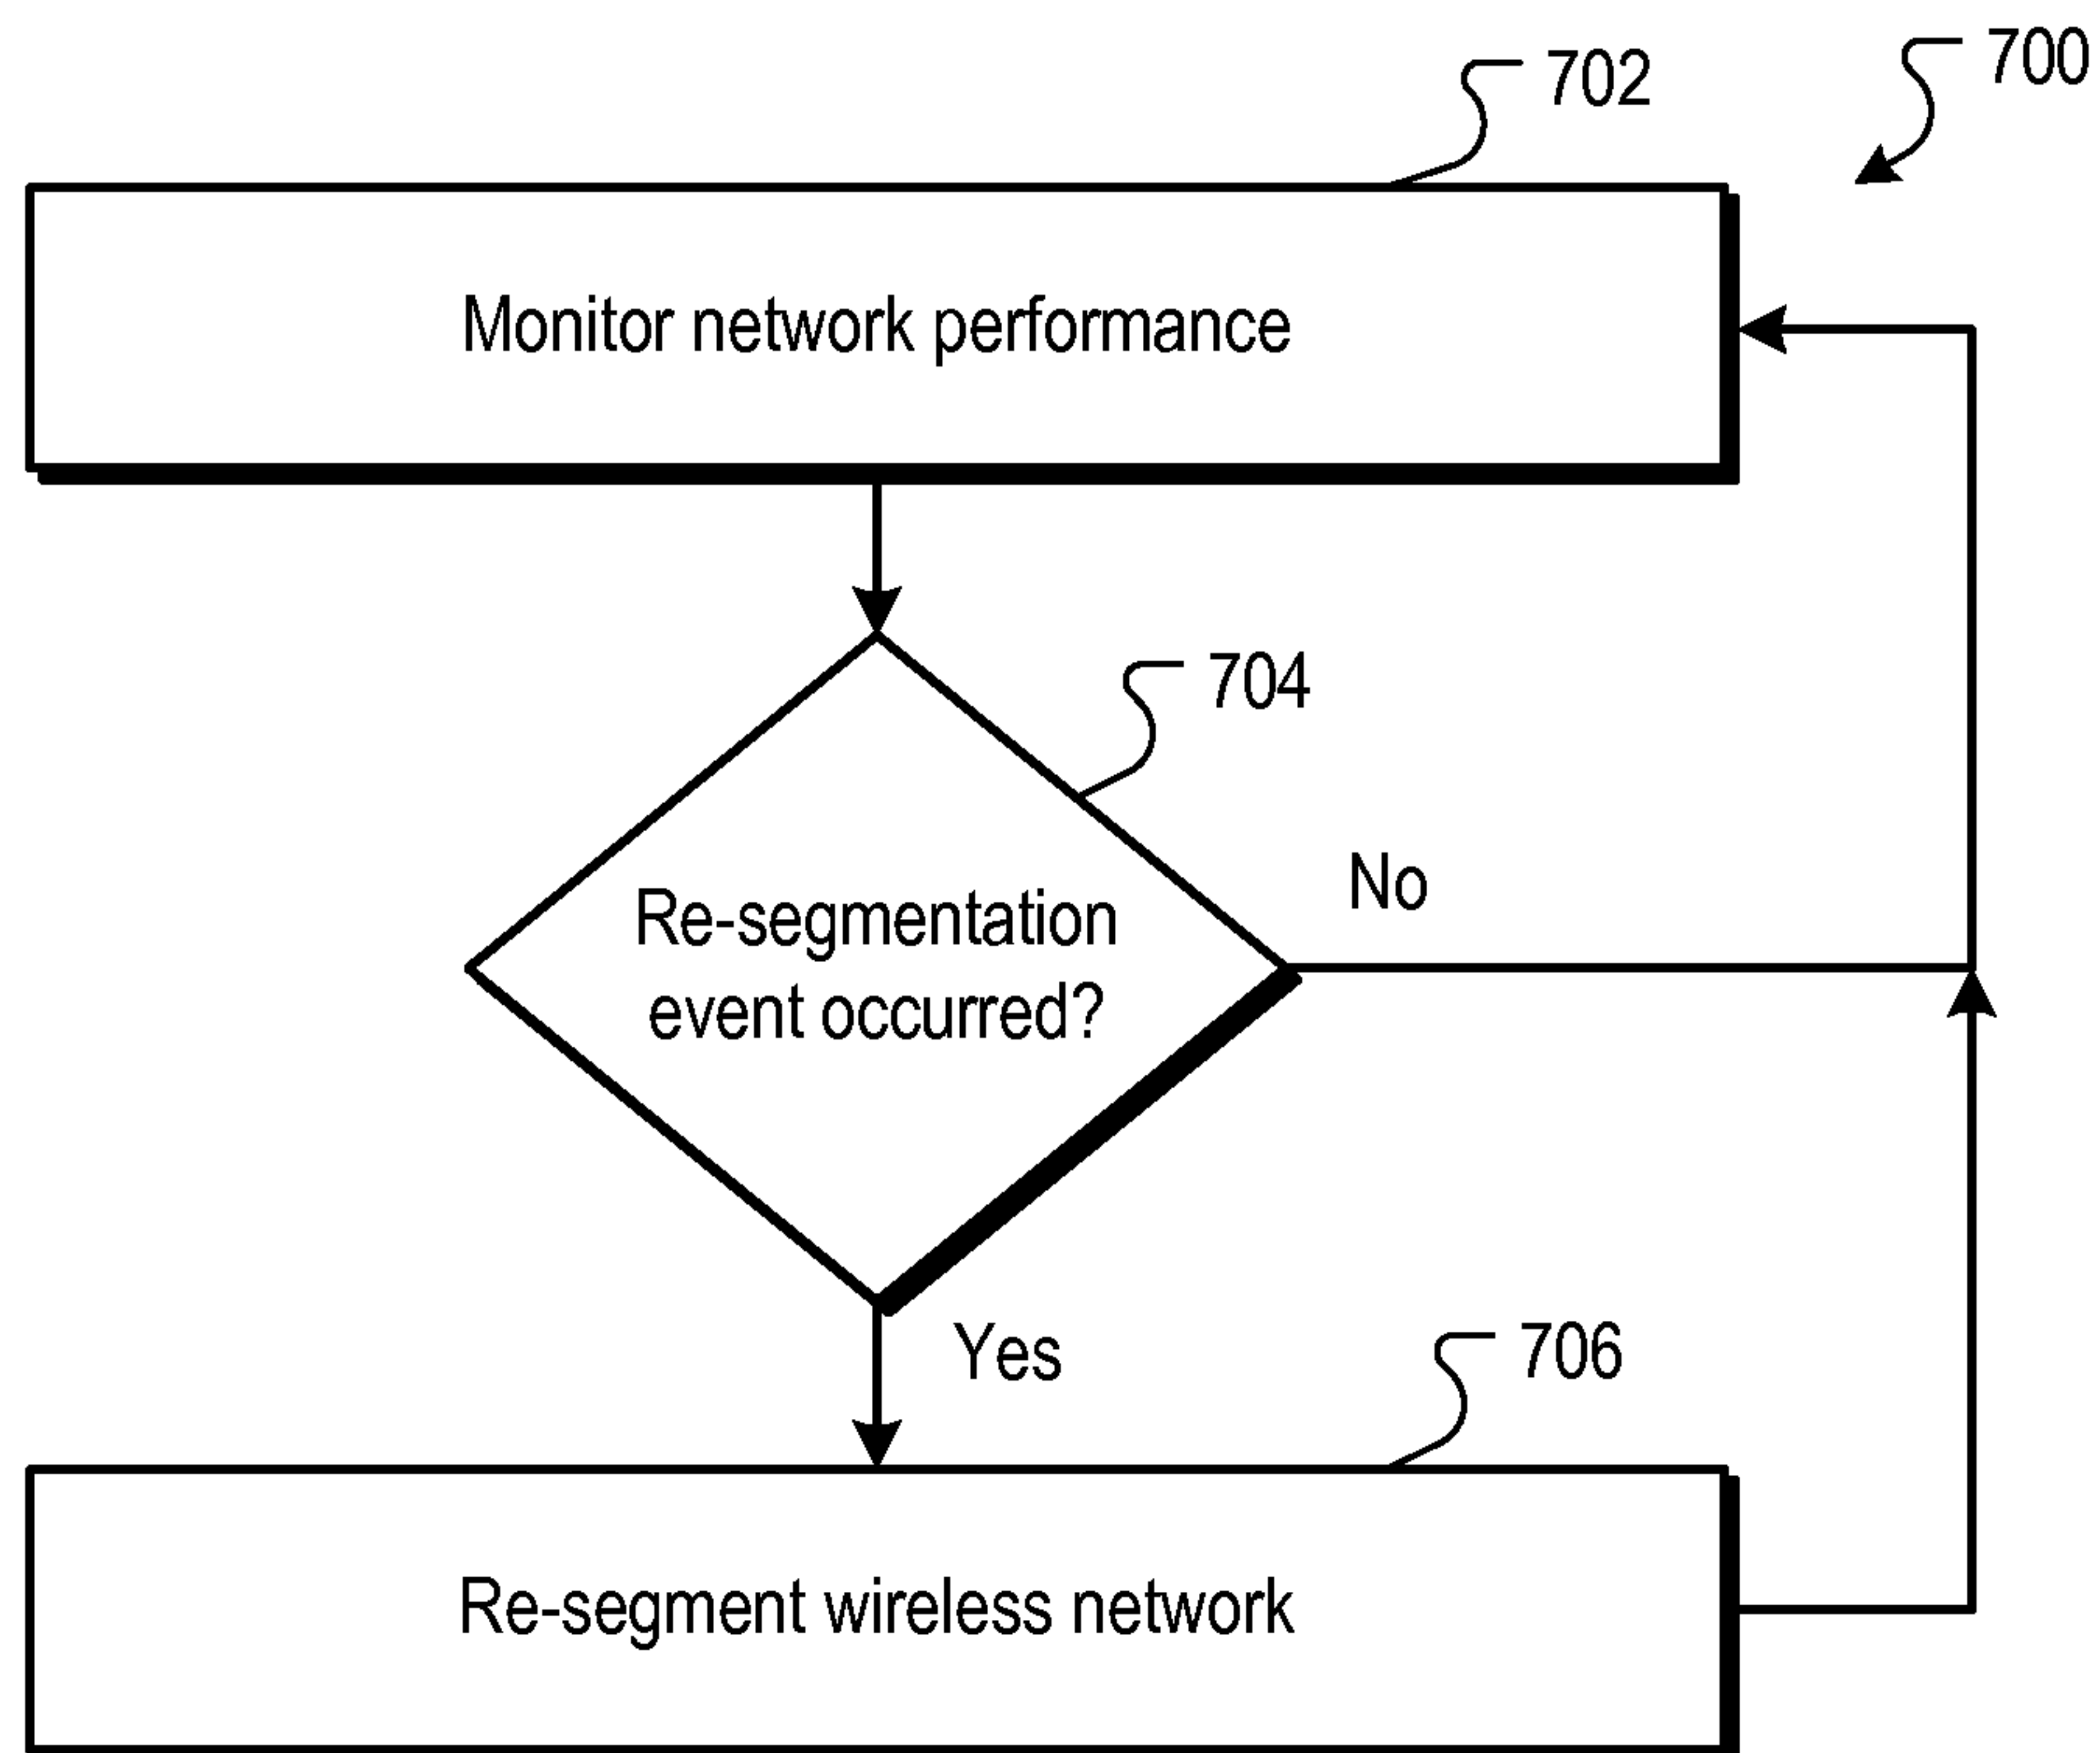 700
702
Monitor network performance
704
Re-segmentation
event occurred?
No
Yes
706
Re-segment wireless network